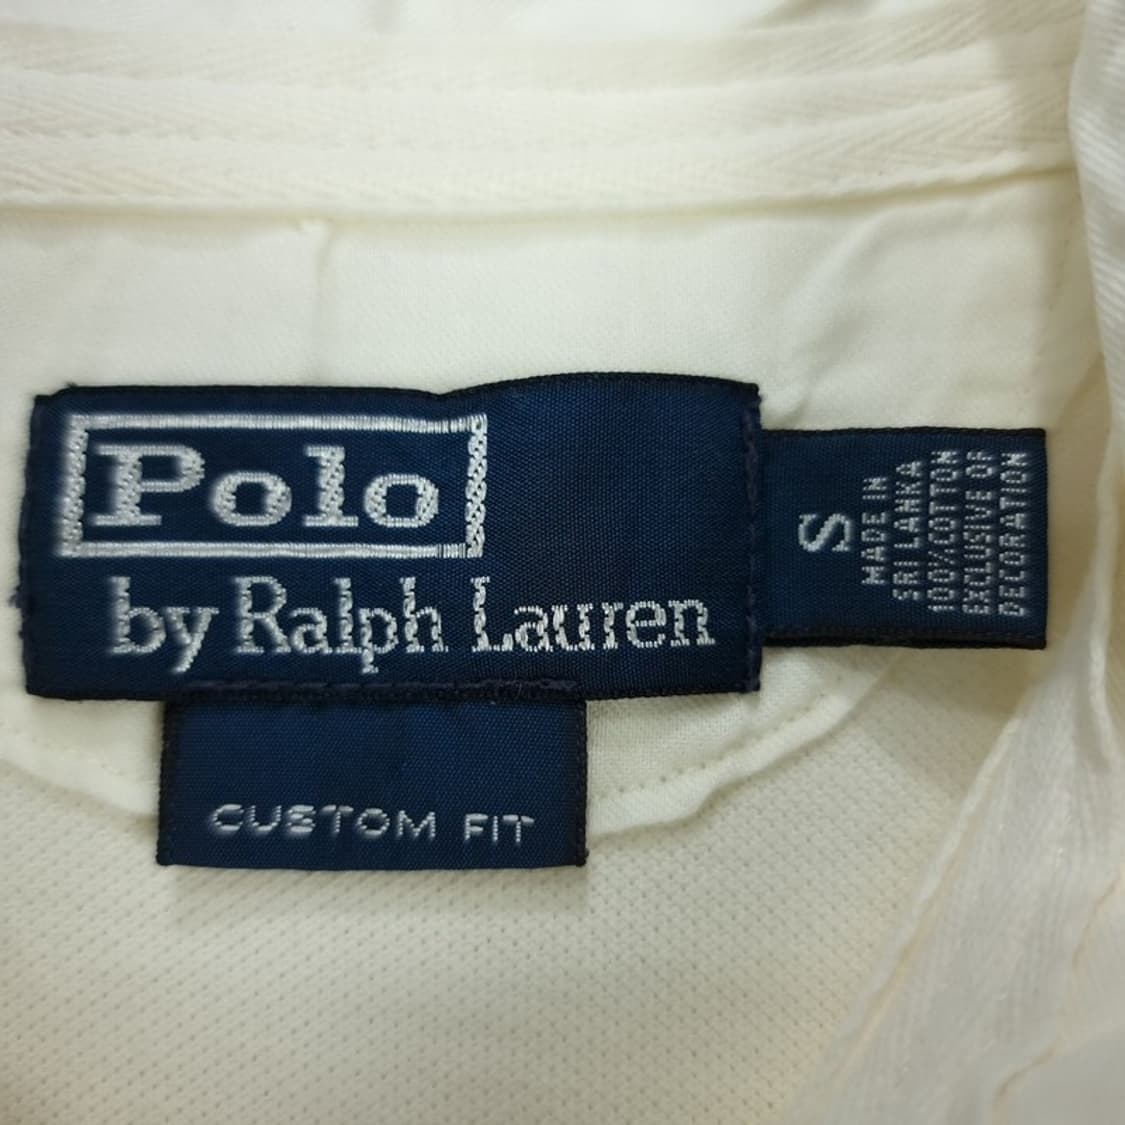 Polo
by Ralph Lauren
CUSTOM FIT
S
MADE IN
SRI LANKA
100% COTTON
EXCLUSIVE OF
DECORATION